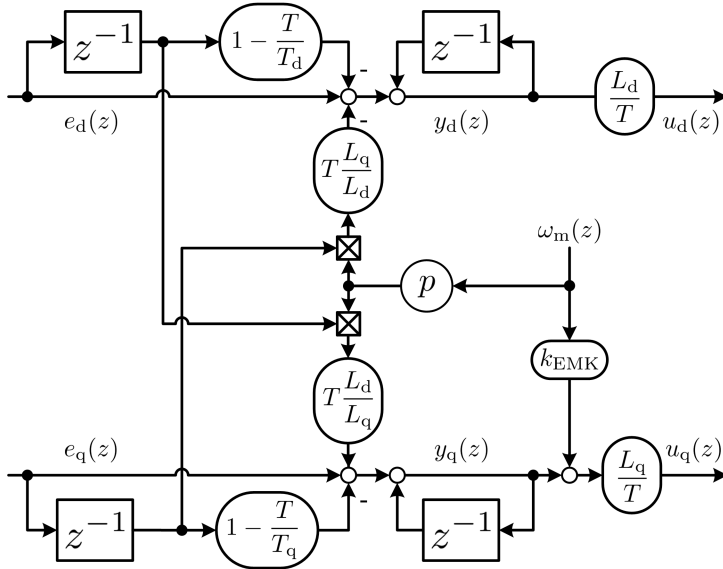 z⁻¹
1 − T/T_d
-
z⁻¹
L_d/T
e_d(z)
y_d(z)
u_d(z)
-
T L_q/L_d
ω_m(z)
p
k_EMK
T L_d/L_q
e_q(z)
y_q(z)
u_q(z)
L_q/T
-
z⁻¹
1 − T/T_q
z⁻¹